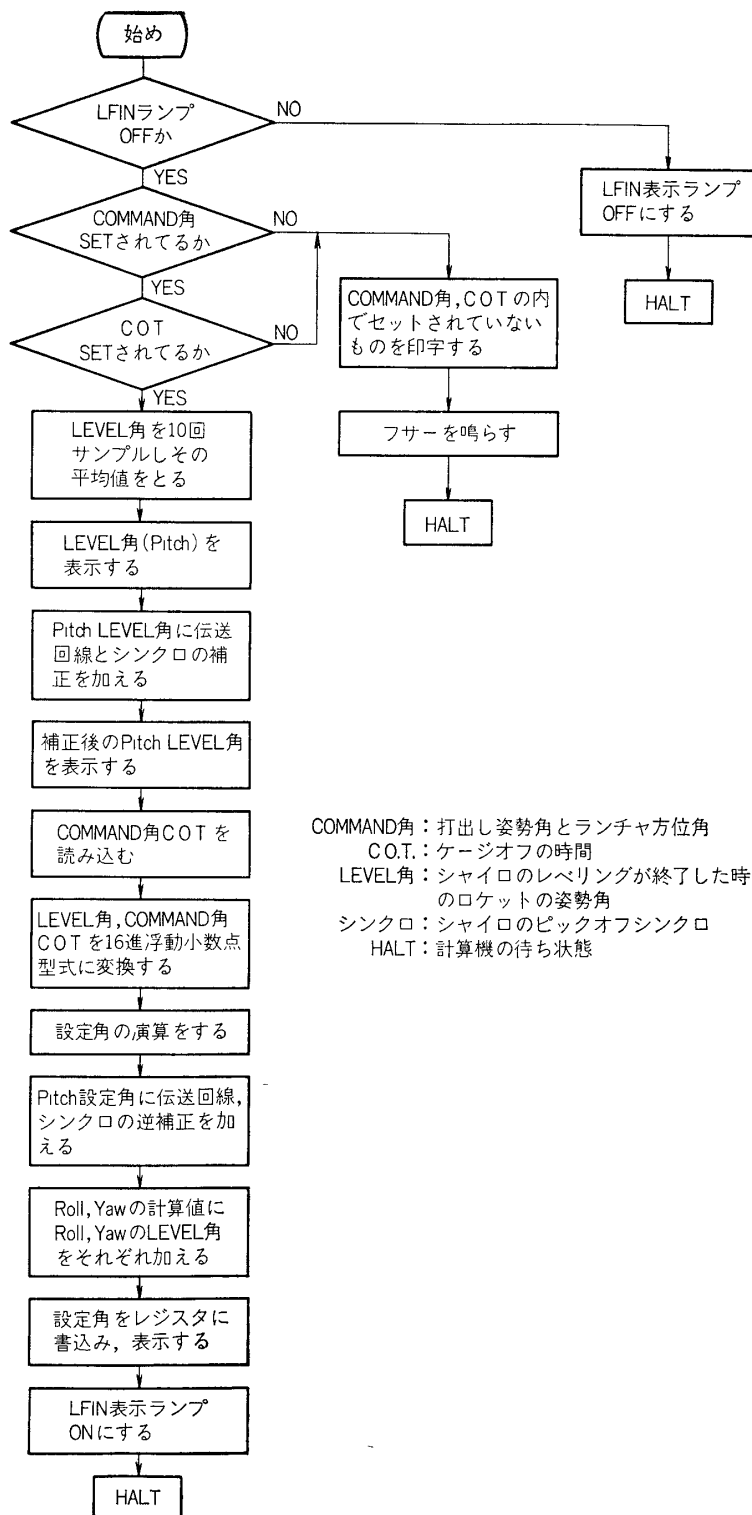 始め
LFINランプ
OFFか
NO
YES
LFIN表示ランプ
OFFにする
HALT
COMMAND角
SETされてるか
NO
YES
COT
SETされてるか
NO
YES
COMMAND角,COTの内
でセットされていない
ものを印字する
フサーを鳴らす
HALT
LEVEL角を10回
サンプルしその
平均値をとる
LEVEL角(Pitch)を
表示する
Pitch LEVEL角に伝送
回線とシンクロの補
正を加える
補正後のPitch LEVEL角
を表示する
COMMAND角COTを
読み込む
LEVEL角,COMMAND角
COTを16進浮動小数点
型式に変換する
設定角の演算をする
Pitch設定角に伝送回線,
シンクロの逆補正を加
える
Roll,Yawの計算値に
Roll,YawのLEVEL角
をそれぞれ加える
設定角をレジスタに
書込み,表示する
LFIN表示ランプ
ONにする
HALT
COMMAND角:打出し姿勢角とランチャ方位角
C.O.T.:ケージオフの時間
LEVEL角:シャイロのレベリングが終了した時
のロケットの姿勢角
シンクロ:シャイロのピックオフシンクロ
HALT:計算機の待ち状態